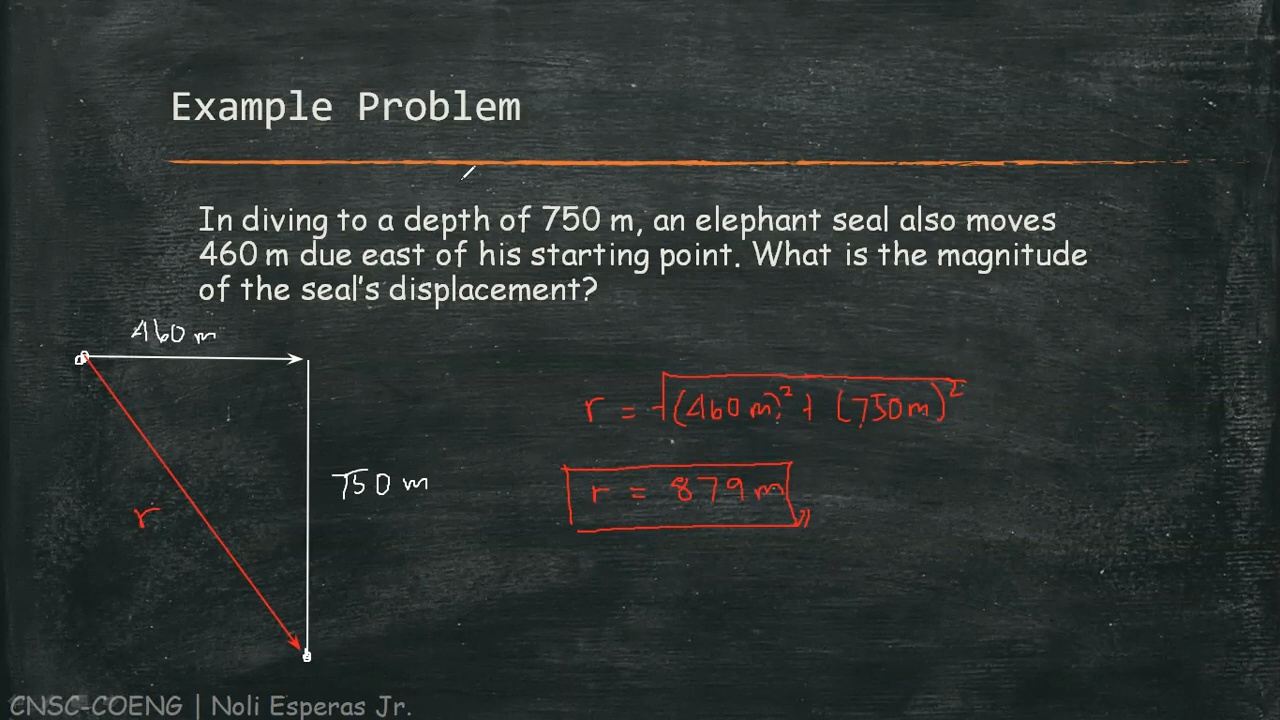 Example Problem
In diving to a depth of 750 m, an elephant seal also moves
460 m due east of his starting point. What is the magnitude
of the seal's displacement?
460 m
r = √(460 m)² + (750 m)²
750 m
r = 879 m
r
CNSC-COENG | Noli Esperas Jr.